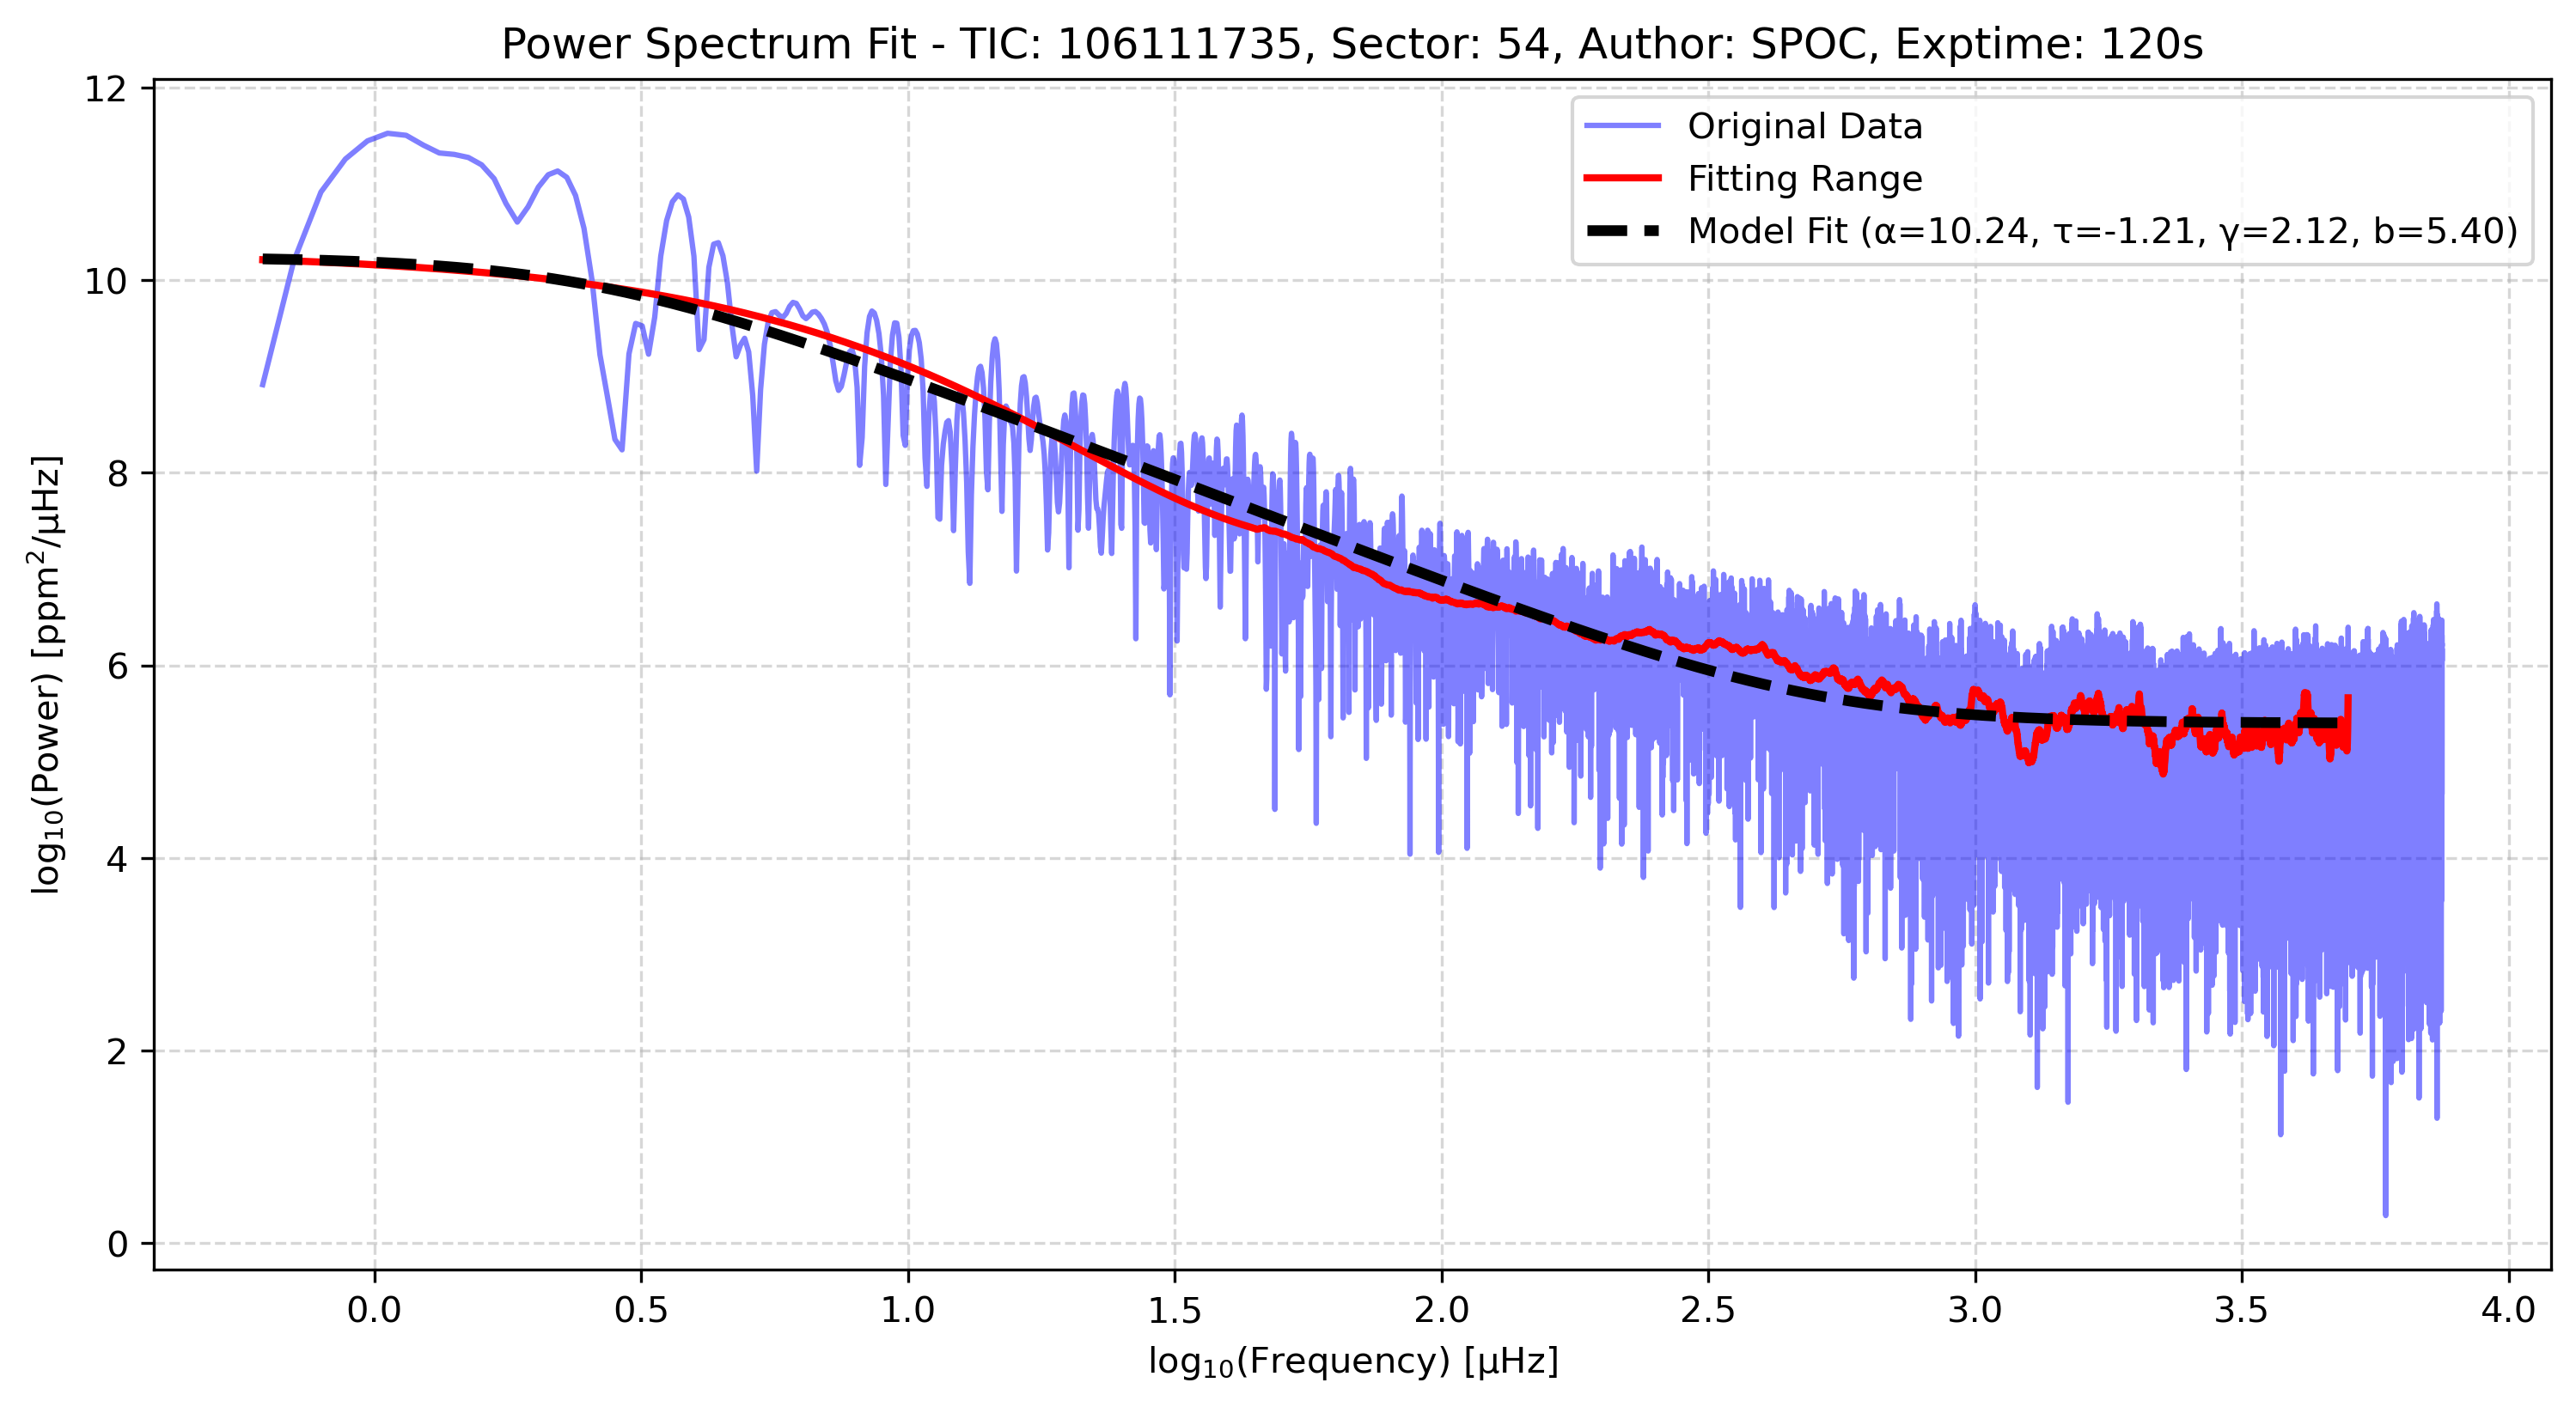 Power Spectrum Fit - TIC: 106111735, Sector: 54, Author: SPOC, Exptime: 120s
Original Data
Fitting Range
Model Fit (α=10.24, τ=-1.21, γ=2.12, b=5.40)
log₁₀(Power) [ppm²/μHz]
12
10
8
6
4
2
0
0.0 0.5 1.0 1.5 2.0 2.5 3.0 3.5 4.0
log₁₀(Frequency) [μHz]